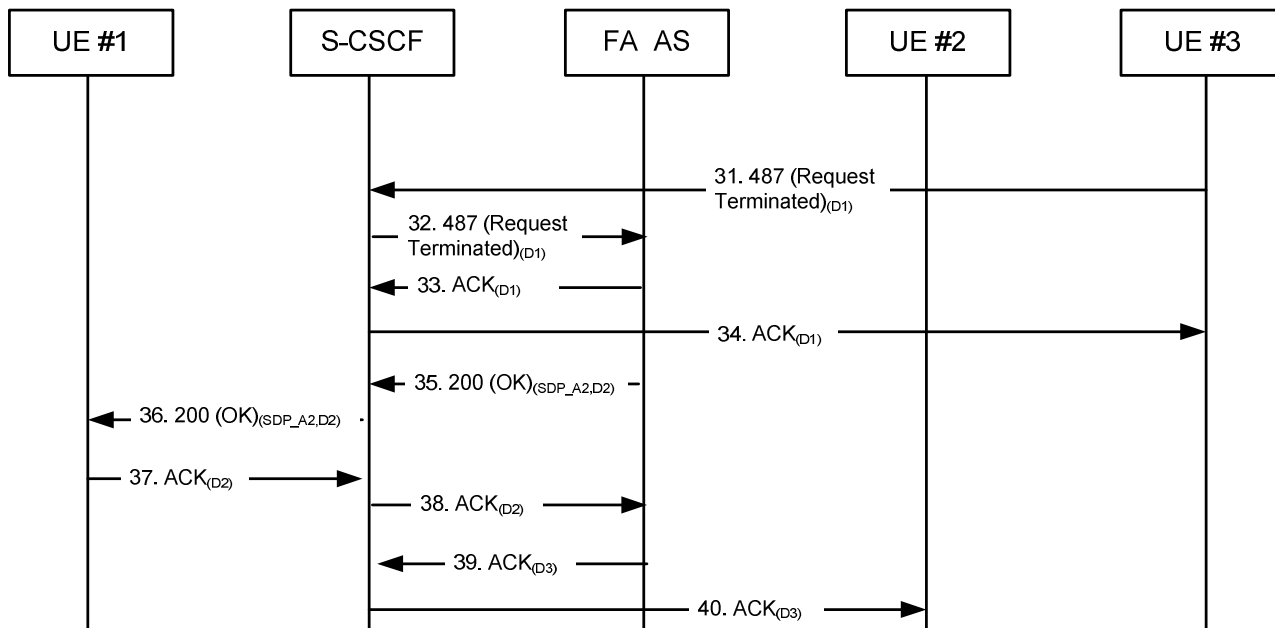 UE #1
S-CSCF
FA AS
UE #2
UE #3
31. 487 (Request
Terminated)(D1)
32. 487 (Request
Terminated)(D1)
33. ACK(D1)
34. ACK(D1)
35. 200 (OK)(SDP_A2,D2)
36. 200 (OK)(SDP_A2,D2)
37. ACK(D2)
38. ACK(D2)
39. ACK(D3)
40. ACK(D3)